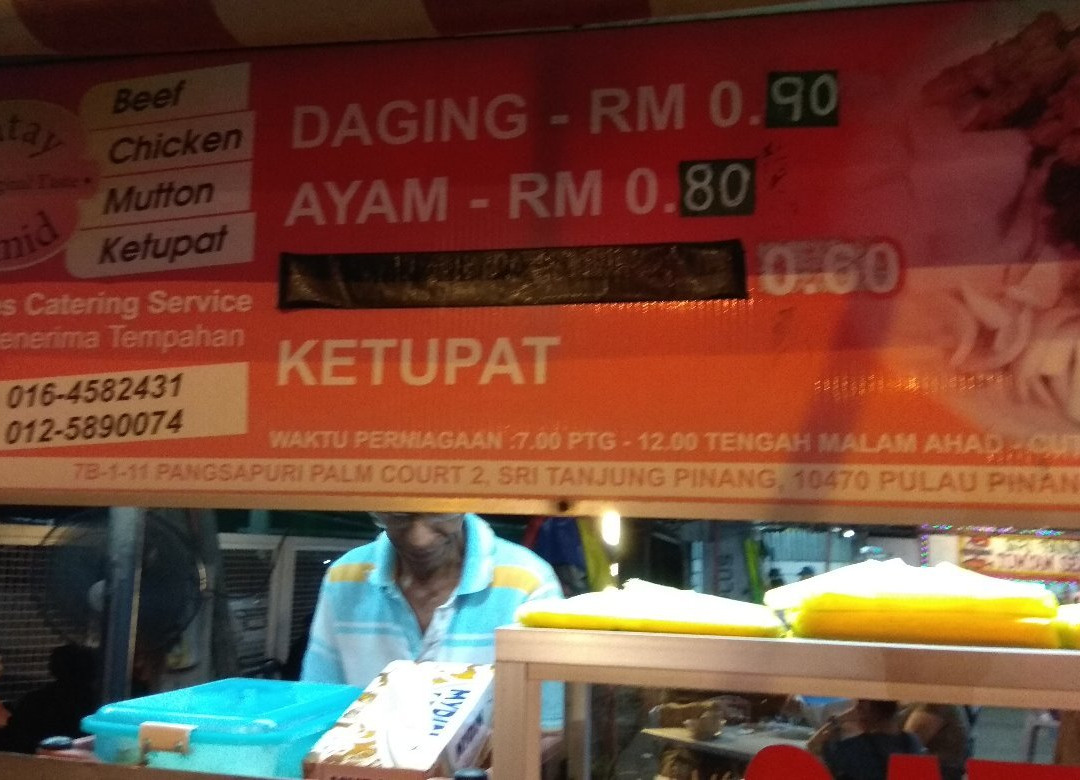 Beef
Chicken
Mutton
Ketupat
Catering Service
Tempahan
016-4582431
012-5890074
DAGING - RM 0.90
AYAM - RM 0.80
0.60
KETUPAT
WAKTU PERNIAGAAN :7.00 PTG - 12.00 TENGAH MALAM AHAD -
7B-1-11 PANGSAPURI PALM COURT 2, SRI TANJUNG PINANG, 10470 PULAU